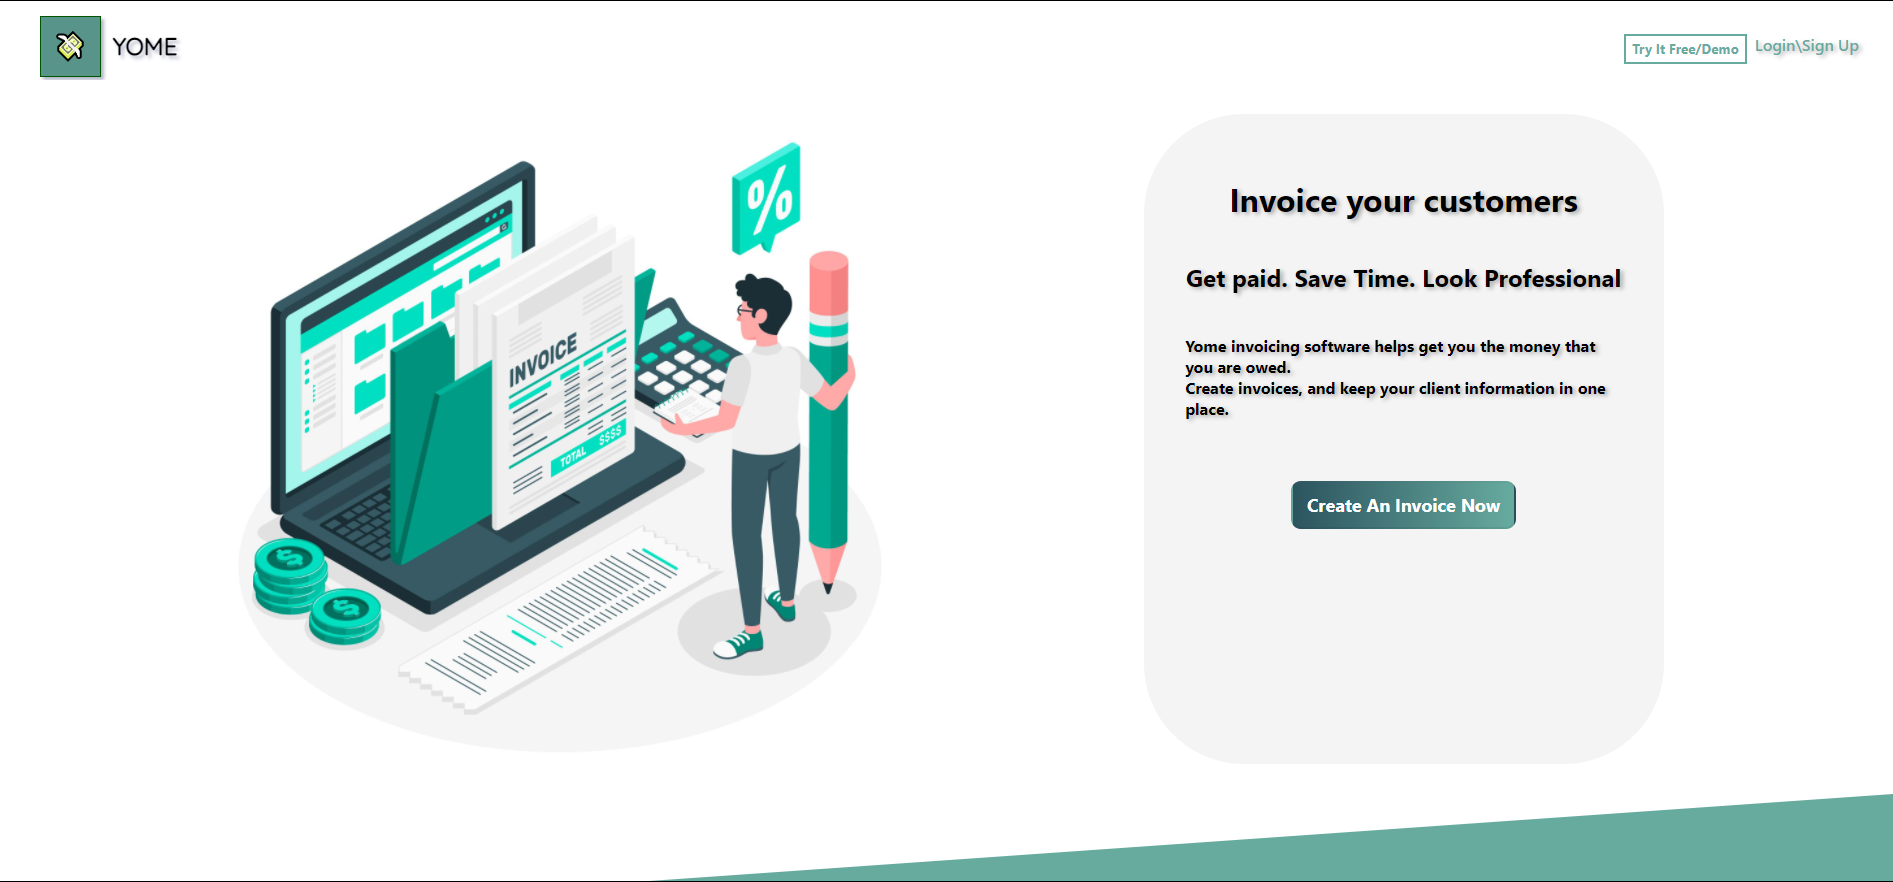 YOME
Try It Free/Demo
Login\Sign Up
%
INVOICE
TOTAL $$$$
Invoice your customers
Get paid. Save Time. Look Professional
Yome invoicing software helps get you the money that
you are owed.
Create invoices, and keep your client information in one
place.
Create An Invoice Now